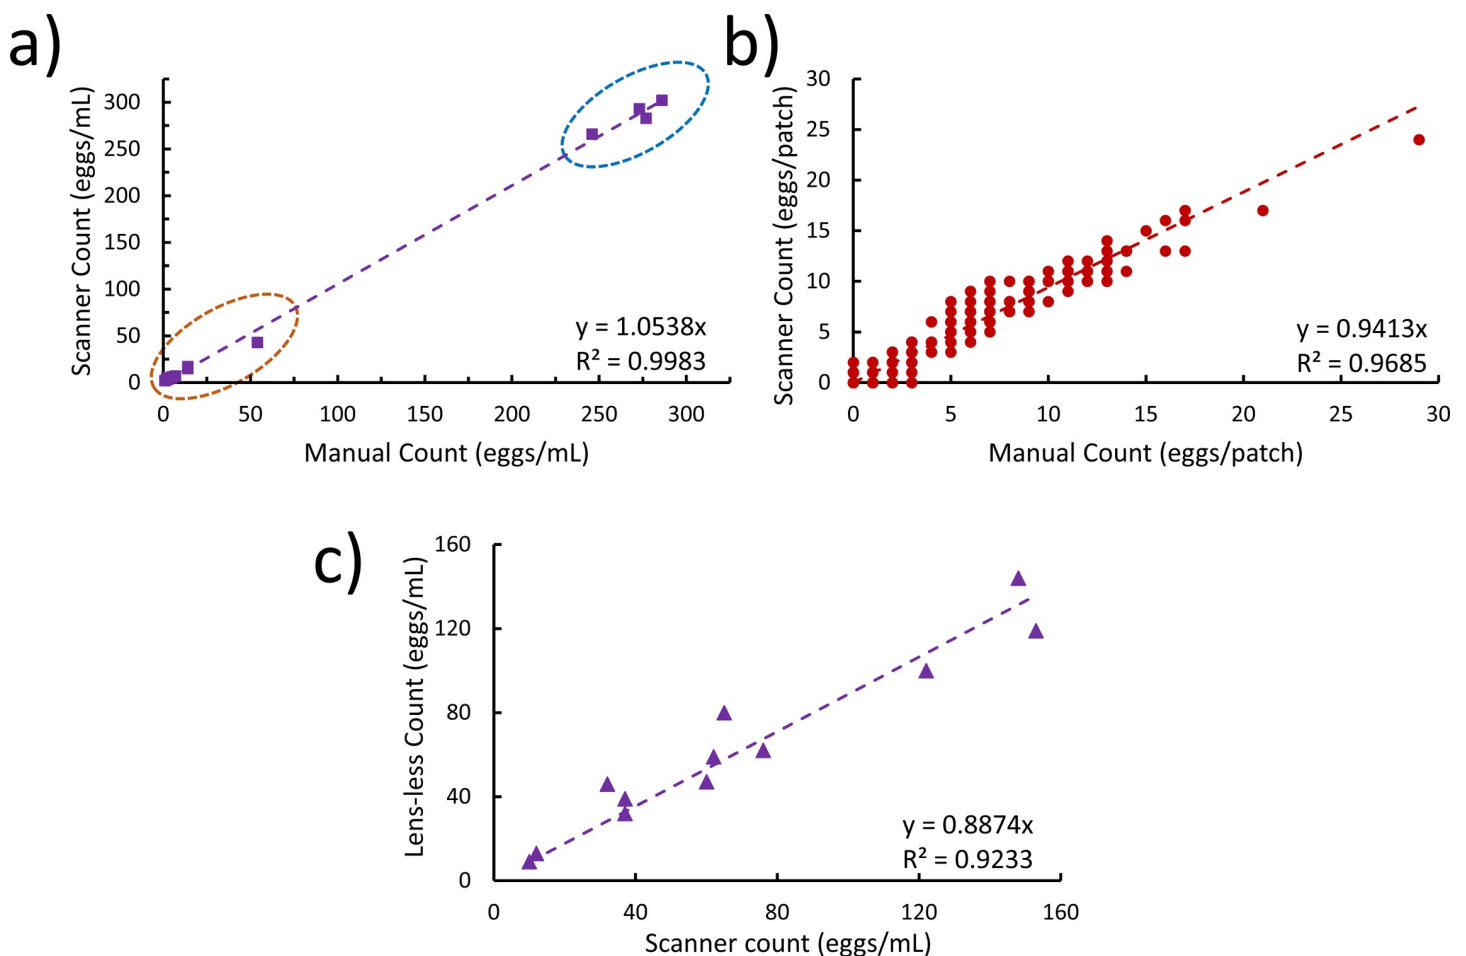 a)
Scanner Count (eggs/mL)
300
250
200
150
100
50
0
0 50 100 150 200 250 300
Manual Count (eggs/mL)
y = 1.0538x
R² = 0.9983
b)
Scanner Count (eggs/patch)
30
25
20
15
10
5
0
0 5 10 15 20 25 30
Manual Count (eggs/patch)
y = 0.9413x
R² = 0.9685
c)
Lens-less Count (eggs/mL)
160
120
80
40
0
0 40 80 120 160
Scanner count (eggs/mL)
y = 0.8874x
R² = 0.9233